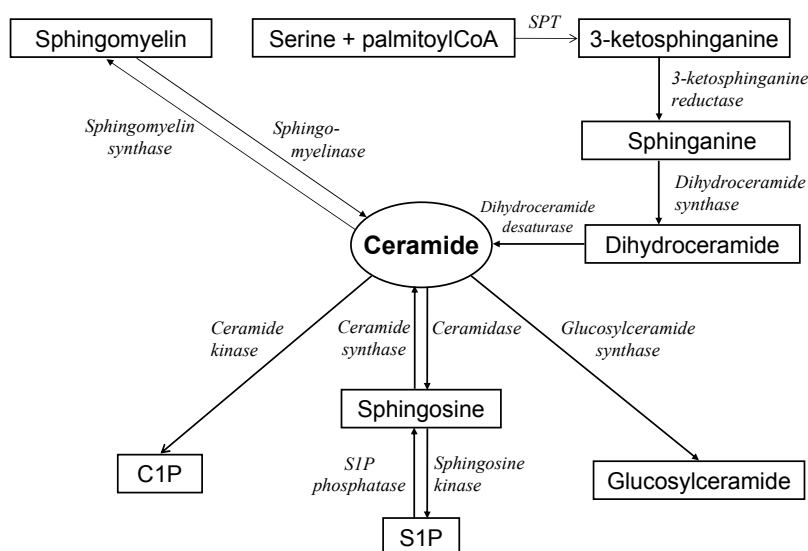 Sphingomyelin
Serine + palmitoylCoA
SPT
3-ketosphinganine
3-ketosphinganine
reductase
Sphingomyelin
synthase
Sphingo-
myelinase
Sphinganine
Dihydroceramide
synthase
Dihydroceramide
desaturase
Ceramide
Dihydroceramide
Ceramide
kinase
Ceramide
synthase
Ceramidase
Glucosylceramide
synthase
Sphingosine
C1P
S1P
phosphatase
Sphingosine
kinase
Glucosylceramide
S1P